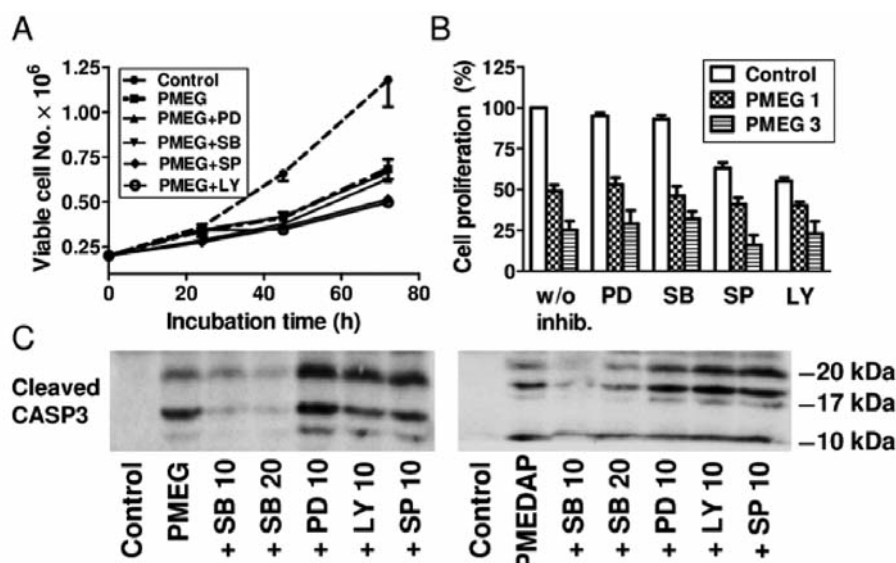 A
Viable cell No. × 10⁶
1.25
1.00
0.75
0.50
0.25
Control
PMEG
PMEG+PD
PMEG+SB
PMEG+SP
PMEG+LY
0 20 40 60 80
Incubation time (h)
B
Cell proliferation (%)
125
100
75
50
25
0
Control
PMEG 1
PMEG 3
w/o
inhib.
PD
SB
SP
LY
C
Cleaved
CASP3
Control
PMEG
+ SB 10
+ SB 20
+ PD 10
+ LY 10
+ SP 10
–20 kDa
–17 kDa
–10 kDa
Control
PMEDAP
+ SB 10
+ SB 20
+ PD 10
+ LY 10
+ SP 10